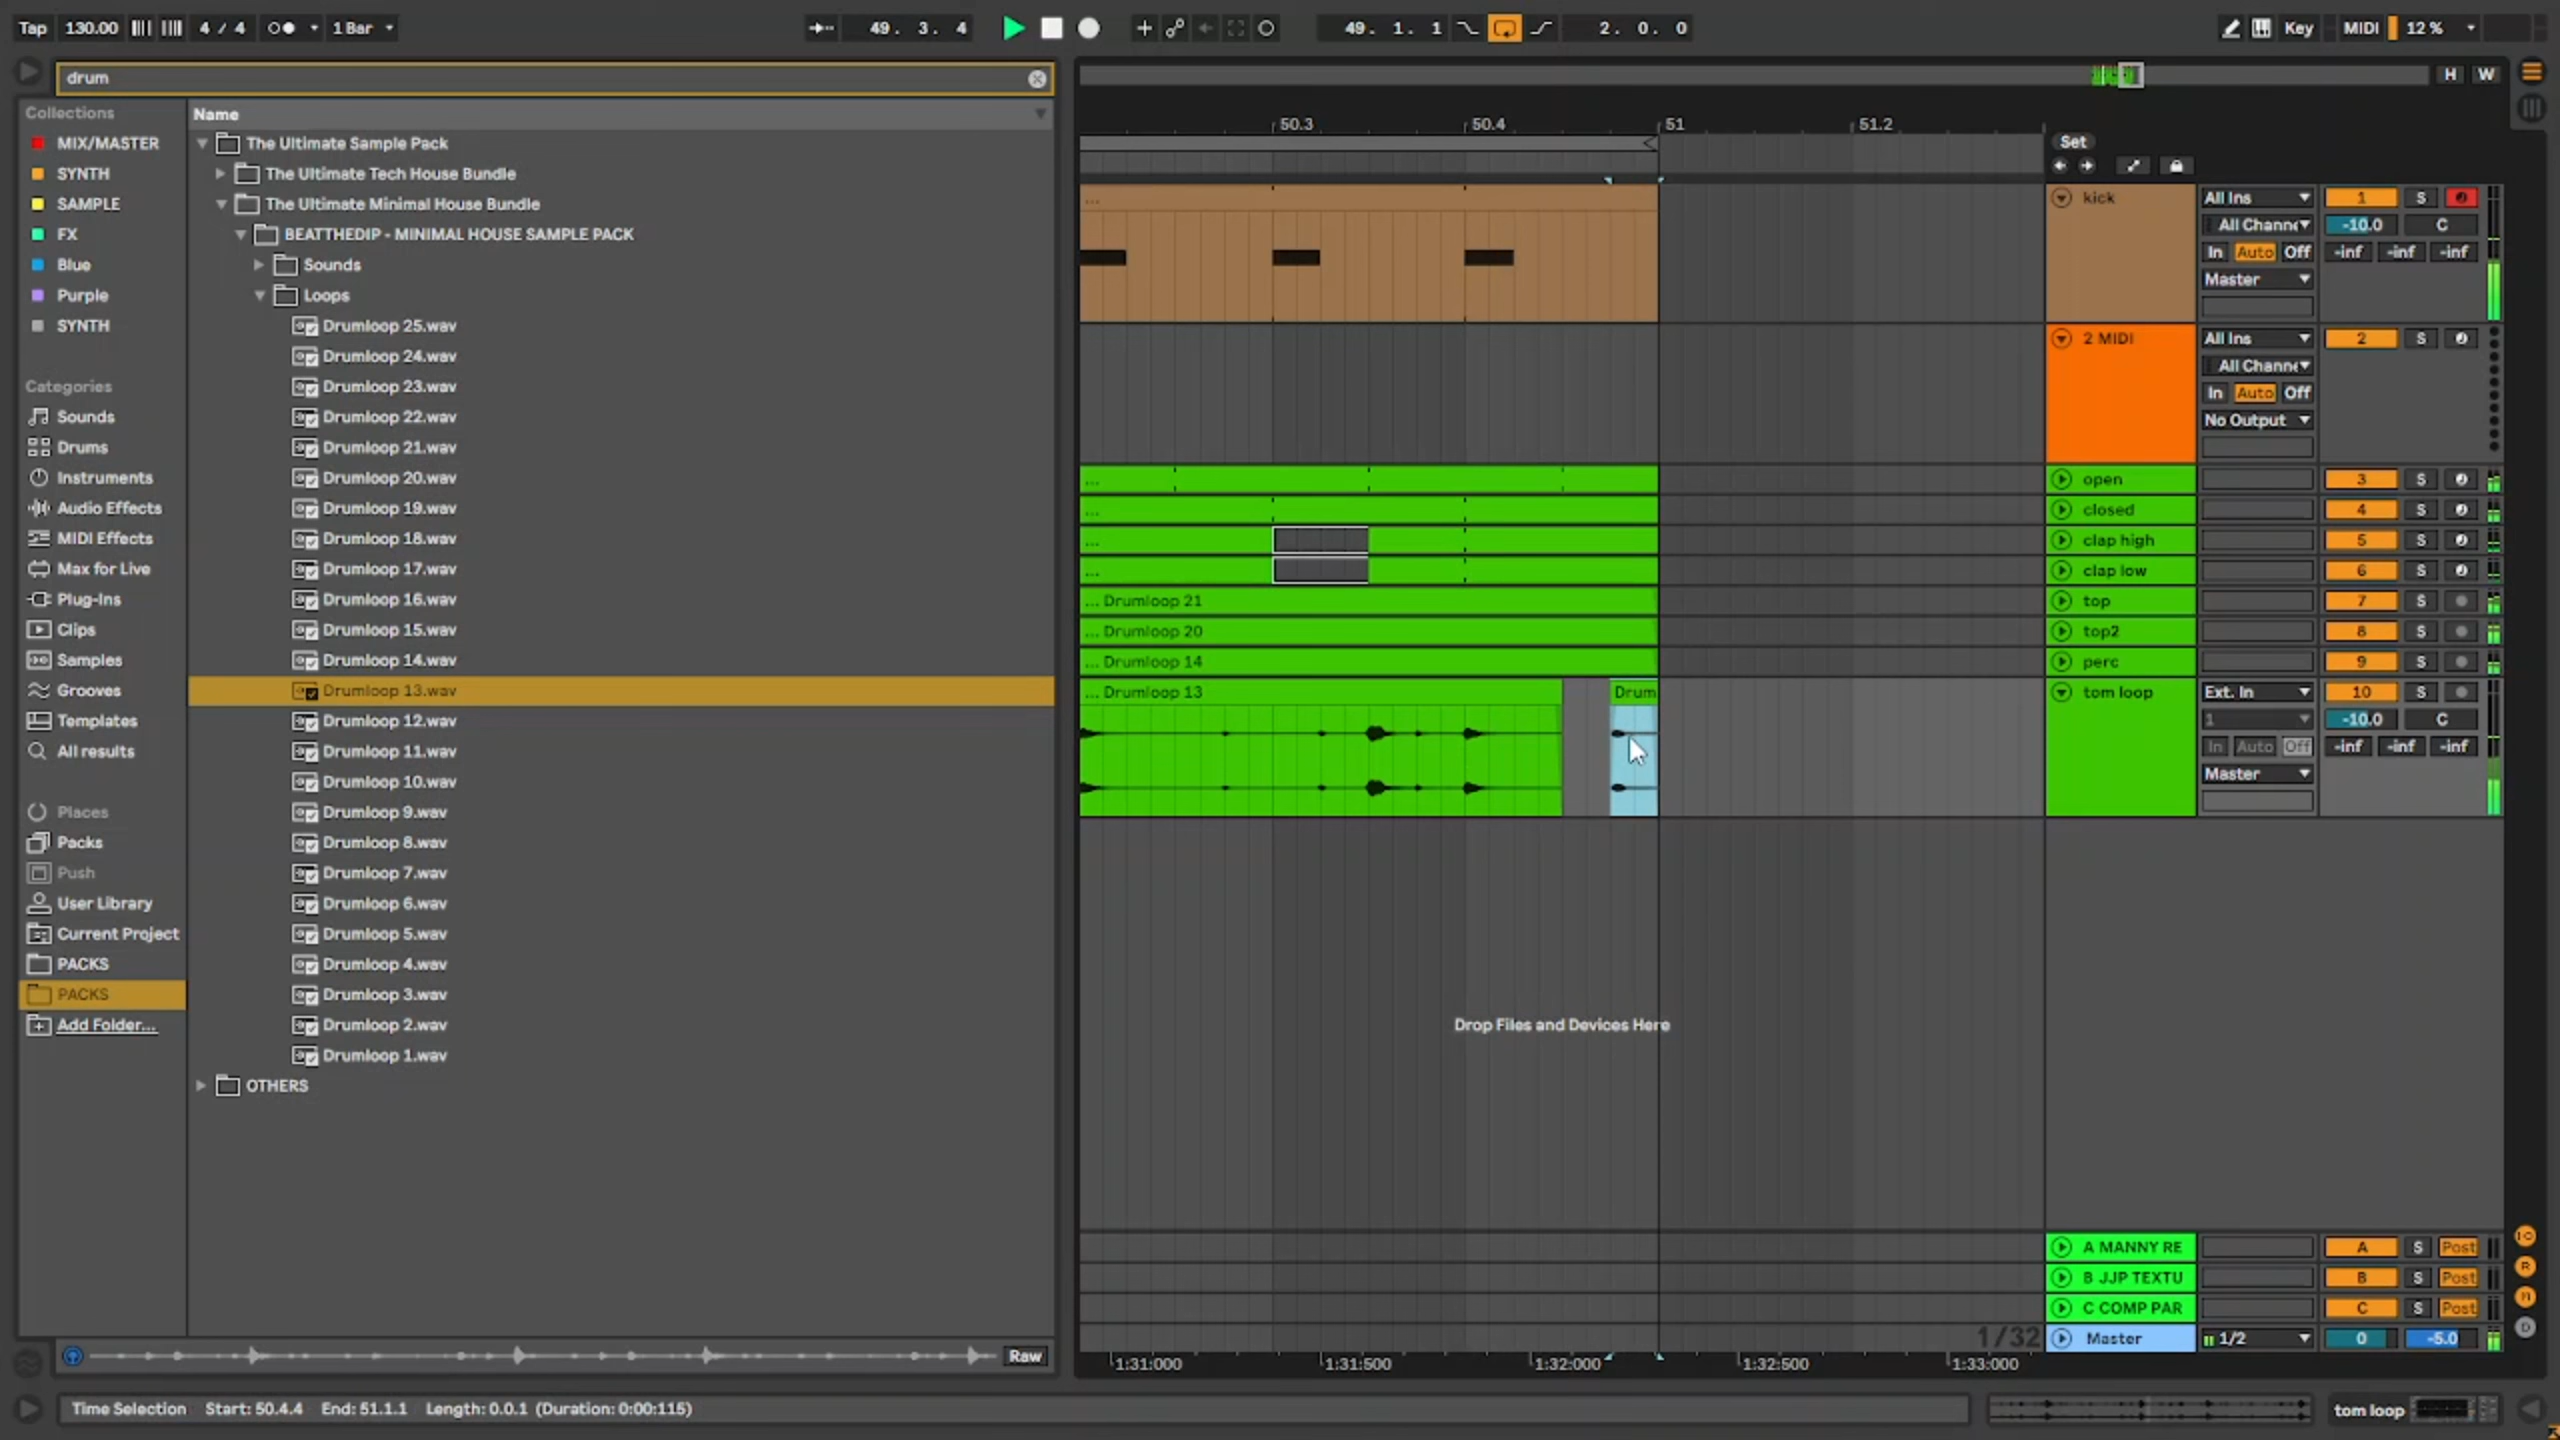 Tap 130.00 4 / 4 1 Bar 49. 3. 4 49. 1. 1 2. 0. 0 Key MIDI 12 %
drum
H W
Collections
MIX/MASTER
SYNTH
SAMPLE
FX
Blue
Purple
SYNTH
Categories
Sounds
Drums
Instruments
Audio Effects
MIDI Effects
Max for Live
Plug-Ins
Clips
Samples
Grooves
Templates
All results
Places
Packs
Push
User Library
Current Project
PACKS
PACKS
Add Folder...
Name
The Ultimate Sample Pack
The Ultimate Tech House Bundle
The Ultimate Minimal House Bundle
BEATTHEDIP - MINIMAL HOUSE SAMPLE PACK
Sounds
Loops
Drumloop 25.wav
Drumloop 24.wav
Drumloop 23.wav
Drumloop 22.wav
Drumloop 21.wav
Drumloop 20.wav
Drumloop 19.wav
Drumloop 18.wav
Drumloop 17.wav
Drumloop 16.wav
Drumloop 15.wav
Drumloop 14.wav
Drumloop 13.wav
Drumloop 12.wav
Drumloop 11.wav
Drumloop 10.wav
Drumloop 9.wav
Drumloop 8.wav
Drumloop 7.wav
Drumloop 6.wav
Drumloop 5.wav
Drumloop 4.wav
Drumloop 3.wav
Drumloop 2.wav
Drumloop 1.wav
OTHERS
Raw
50.3 50.4 51 51.2
Set
... kick All Ins 1 S
All Channe -10.0 C
In Auto Off -inf -inf -inf
Master
2 MIDI All Ins 2 S
All Channe
In Auto Off
No Output
... open 3 S
... closed 4 S
... clap high 5 S
... clap low 6 S
... Drumloop 21 top 7 S
... Drumloop 20 top2 8 S
... Drumloop 14 perc 9 S
... Drumloop 13 Drum tom loop Ext. In 10 S
1 -10.0 C
In Auto Off -inf -inf -inf
Master
Drop Files and Devices Here
A MANNY RE A S Post
B JJP TEXTU B S Post
C COMP PAR C S Post
1/32 Master 1/2 0 -5.0
1:31:000 1:31:500 1:32:000 1:32:500 1:33:000
Time Selection Start: 50.4.4 End: 51.1.1 Length: 0.0.1 (Duration: 0:00:115)
tom loop